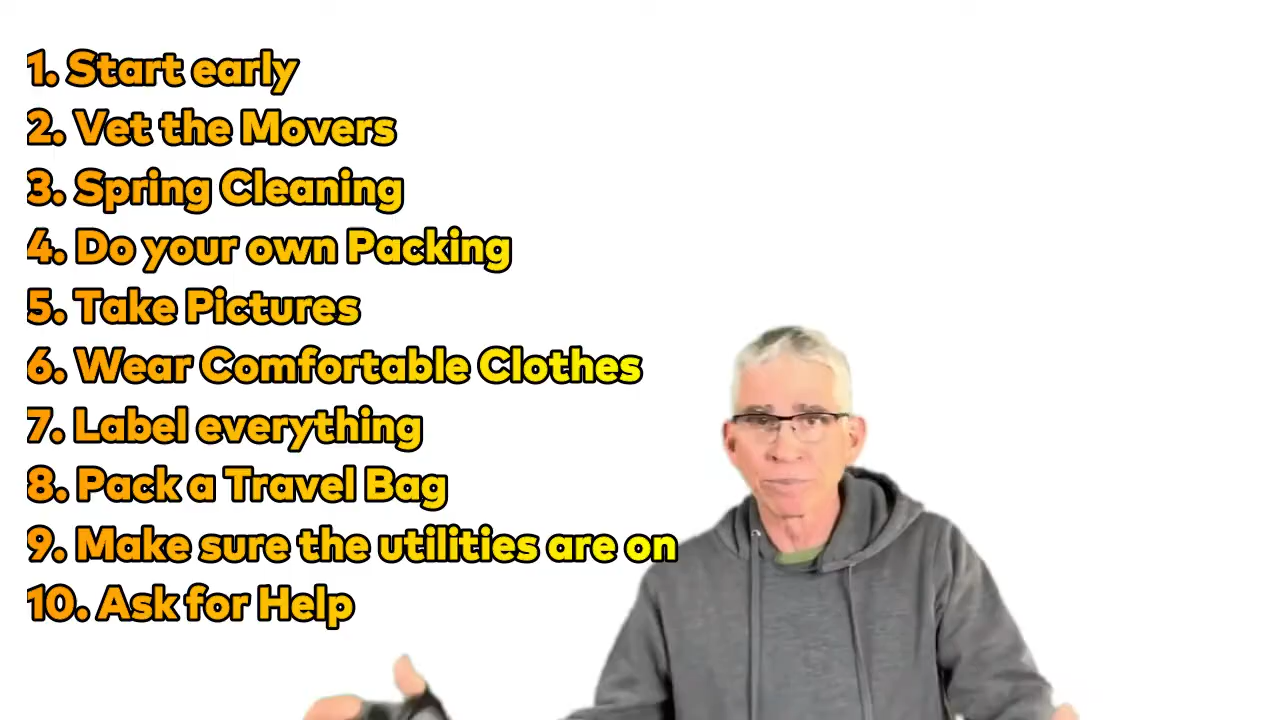 1. Start early
2. Vet the Movers
3. Spring Cleaning
4. Do your own Packing
5. Take Pictures
6. Wear Comfortable Clothes
7. Label everything
8. Pack a Travel Bag
9. Make sure the utilities are on
10. Ask for Help